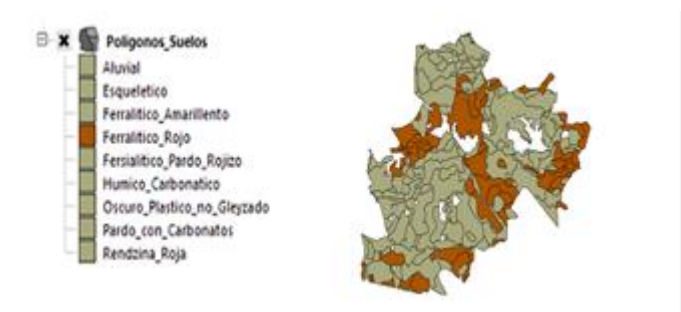 Poligonos_Suelos
Aluvial
Esqueletico
Ferralitico_Amarillento
Ferralitico_Rojo
Fersialitico_Pardo_Rojizo
Humico_Carbonatico
Oscuro_Plastico_no_Gleyzado
Pardo_con_Carbonatos
Rendzina_Roja